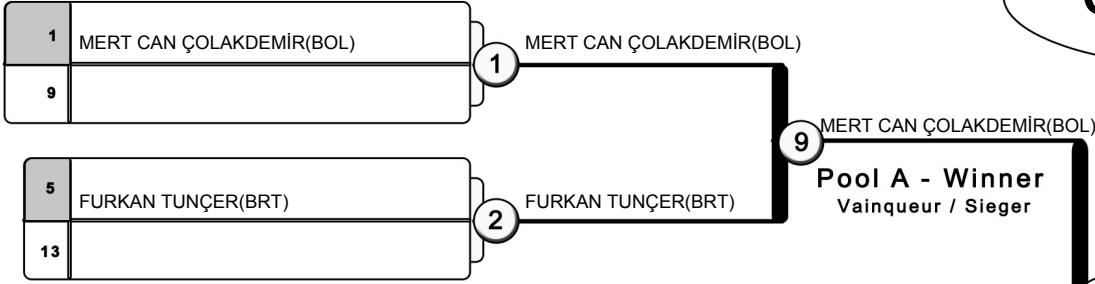 1 MERT CAN ÇOLAKDEMİR(BOL)
9
1
MERT CAN ÇOLAKDEMİR(BOL)
5 FURKAN TUNÇER(BRT)
13
2
FURKAN TUNÇER(BRT)
9
MERT CAN ÇOLAKDEMİR(BOL)
Pool A - Winner
Vainqueur / Sieger